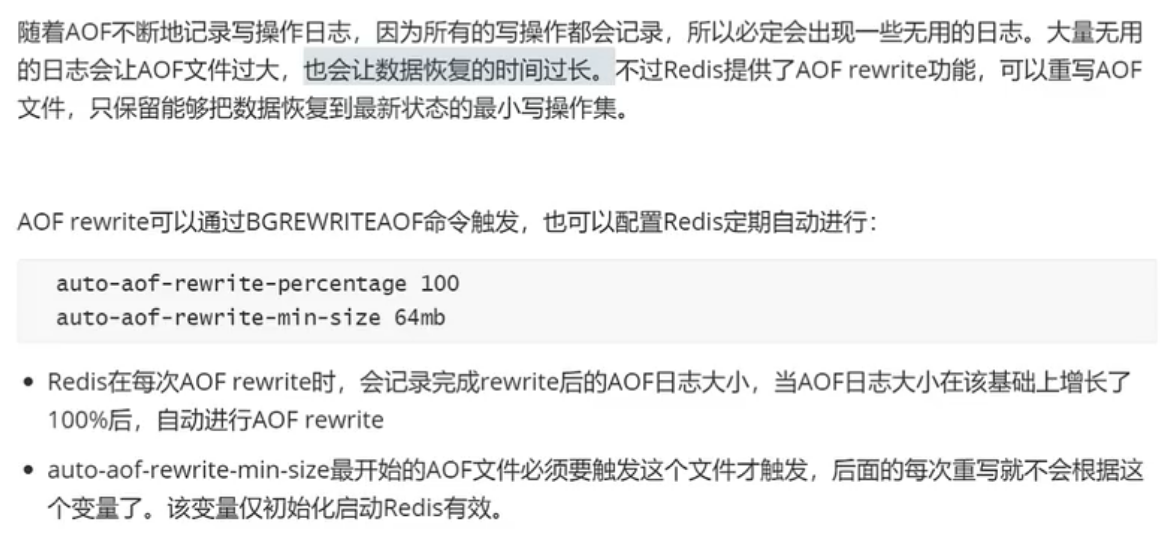 随着AOF不断地记录写操作日志，因为所有的写操作都会记录，所以必定会出现一些无用的日志。大量无用
的日志会让AOF文件过大，也会让数据恢复的时间过长。不过Redis提供了AOF rewrite功能，可以重写AOF
文件，只保留能够把数据恢复到最新状态的最小写操作集。
AOF rewrite可以通过BGREWRITEAOF命令触发，也可以配置Redis定期自动进行：
auto-aof-rewrite-percentage 100
auto-aof-rewrite-min-size 64mb
• Redis在每次AOF rewrite时，会记录完成rewrite后的AOF日志大小，当AOF日志大小在该基础上增长了
100%后，自动进行AOF rewrite
• auto-aof-rewrite-min-size最开始的AOF文件必须要触发这个文件才触发，后面的每次重写就不会根据这
个变量了。该变量仅初始化启动Redis有效。